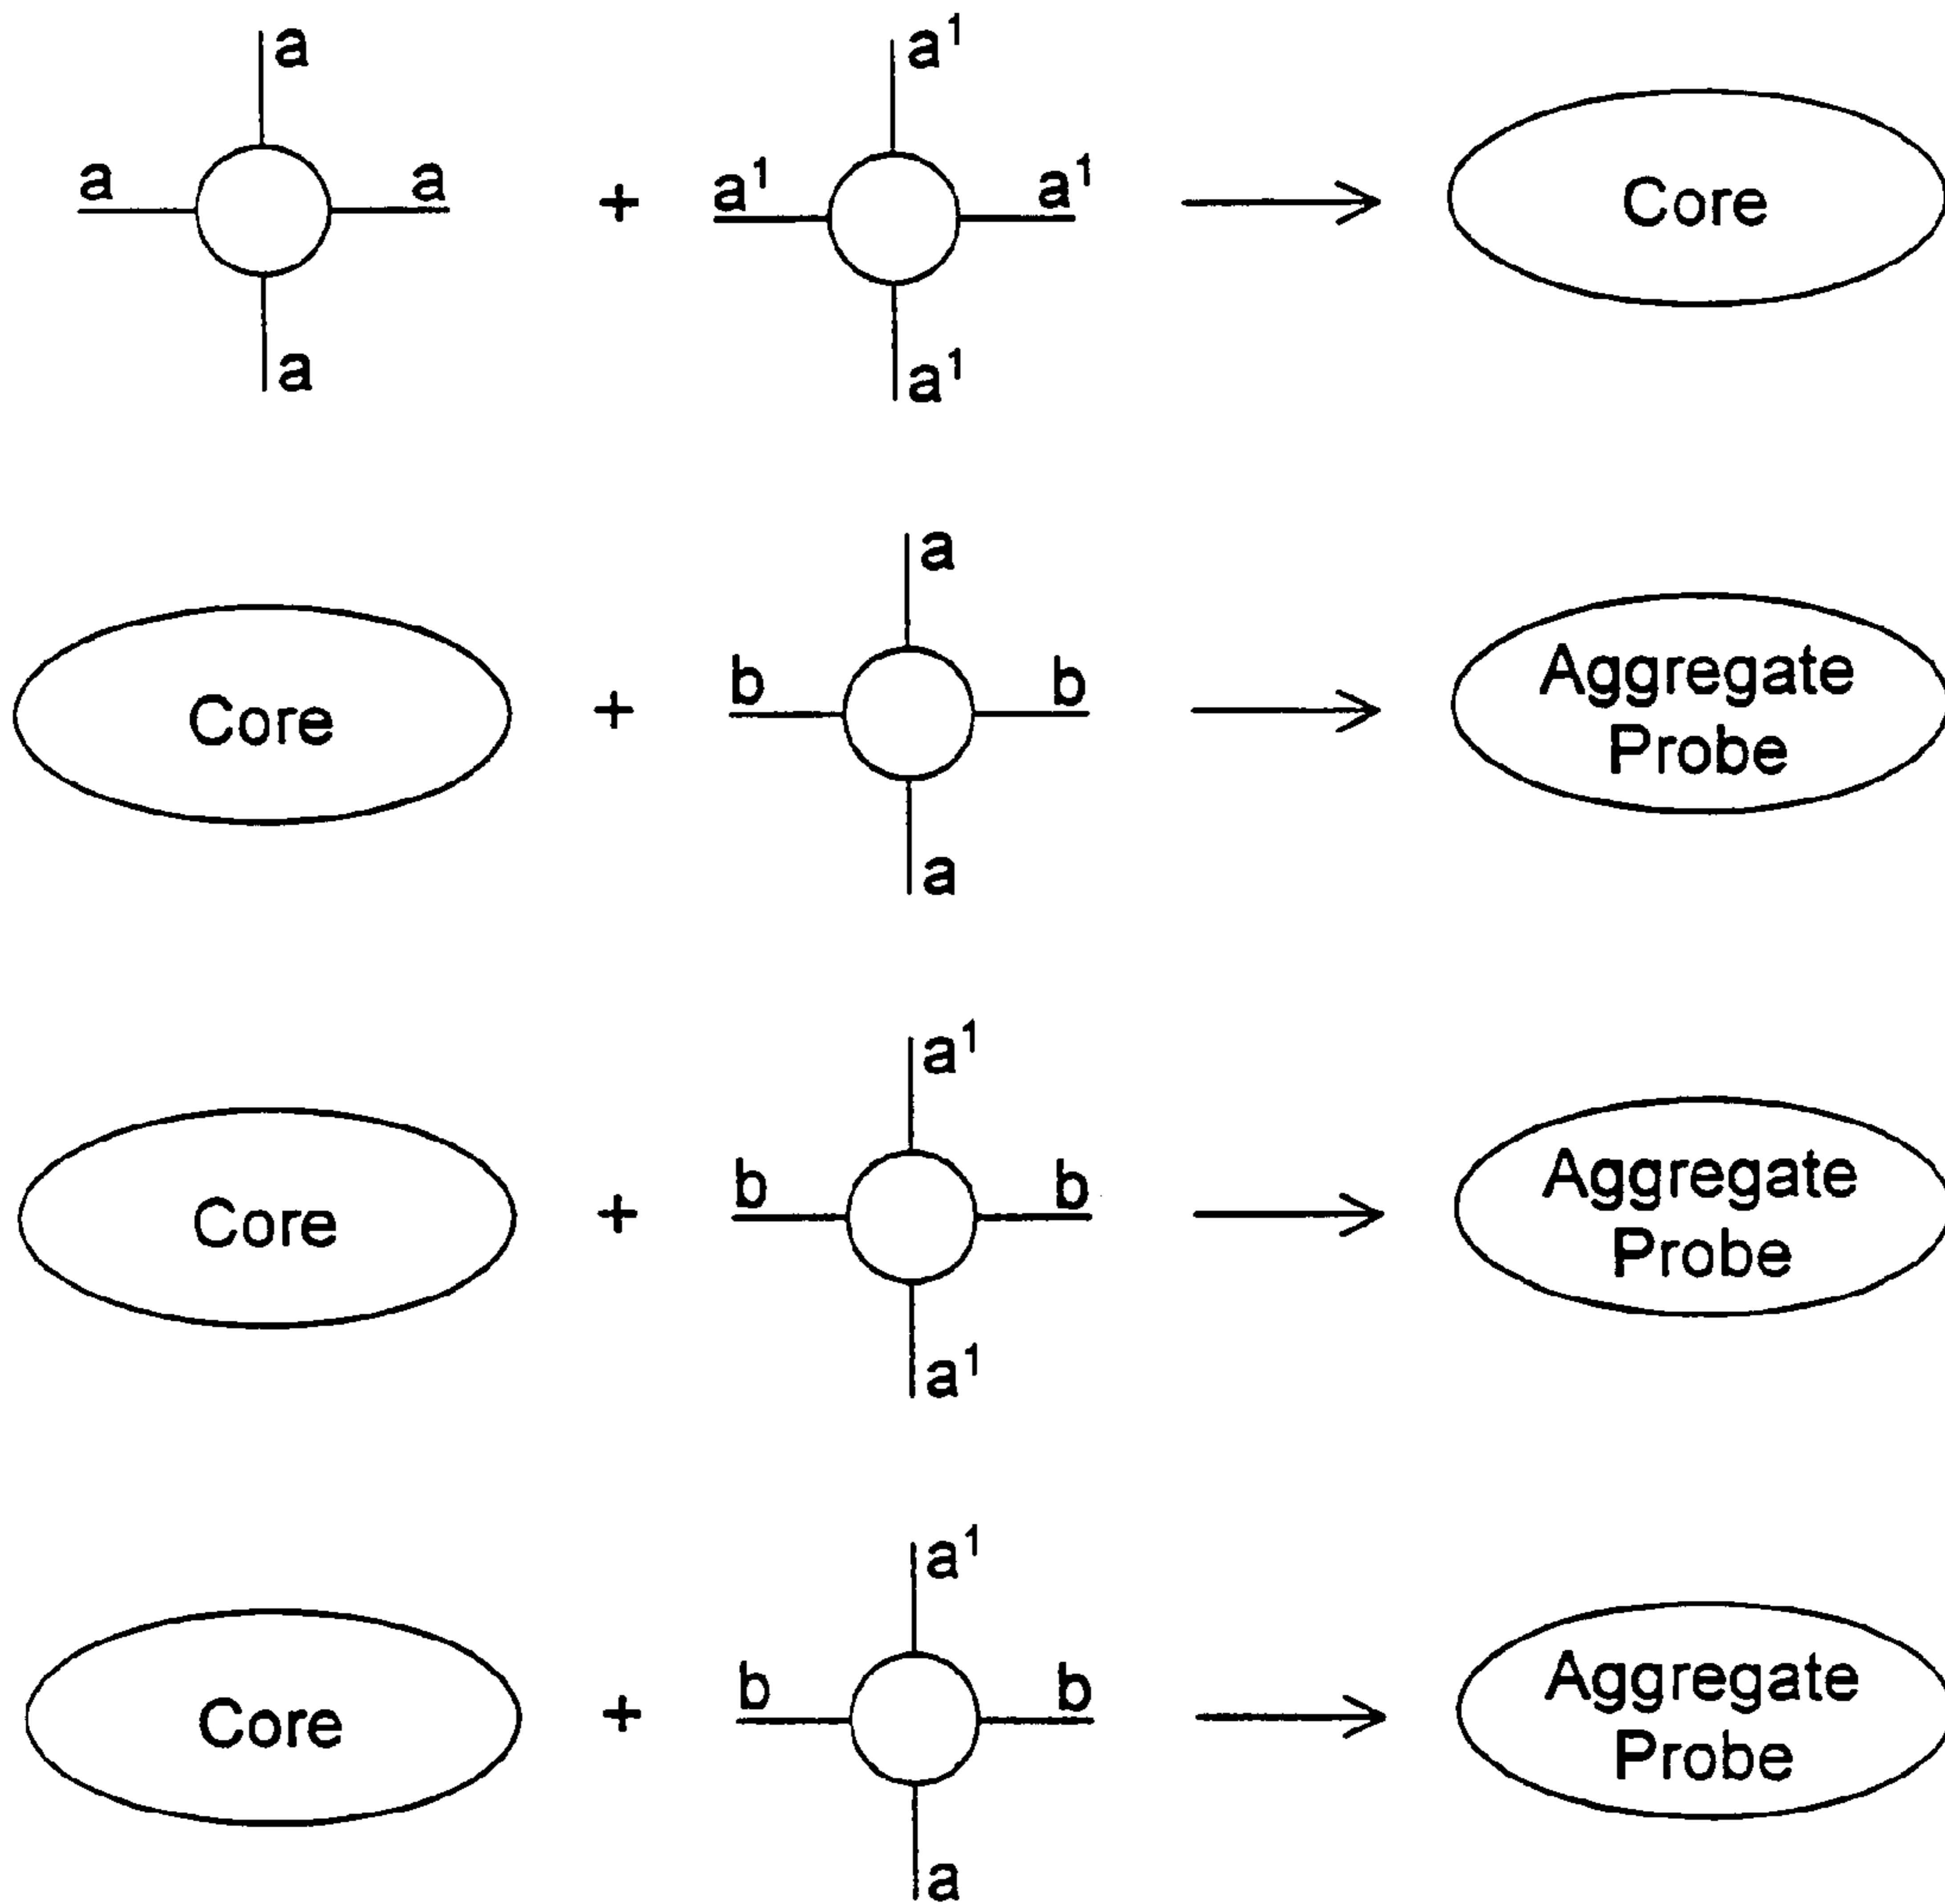 a a¹
a a + a¹ a¹ Core
a a¹
a
Core + b b Aggregate
Probe
a
a¹
Core + b b Aggregate
Probe
a¹
a¹
Core + b b Aggregate
Probe
a